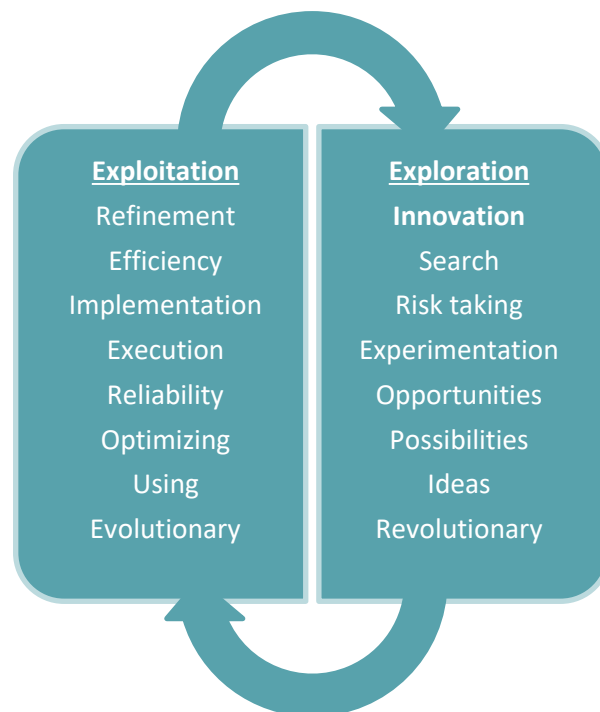 Exploitation
Refinement
Efficiency
Implementation
Execution
Reliability
Optimizing
Using
Evolutionary
Exploration
Innovation
Search
Risk taking
Experimentation
Opportunities
Possibilities
Ideas
Revolutionary